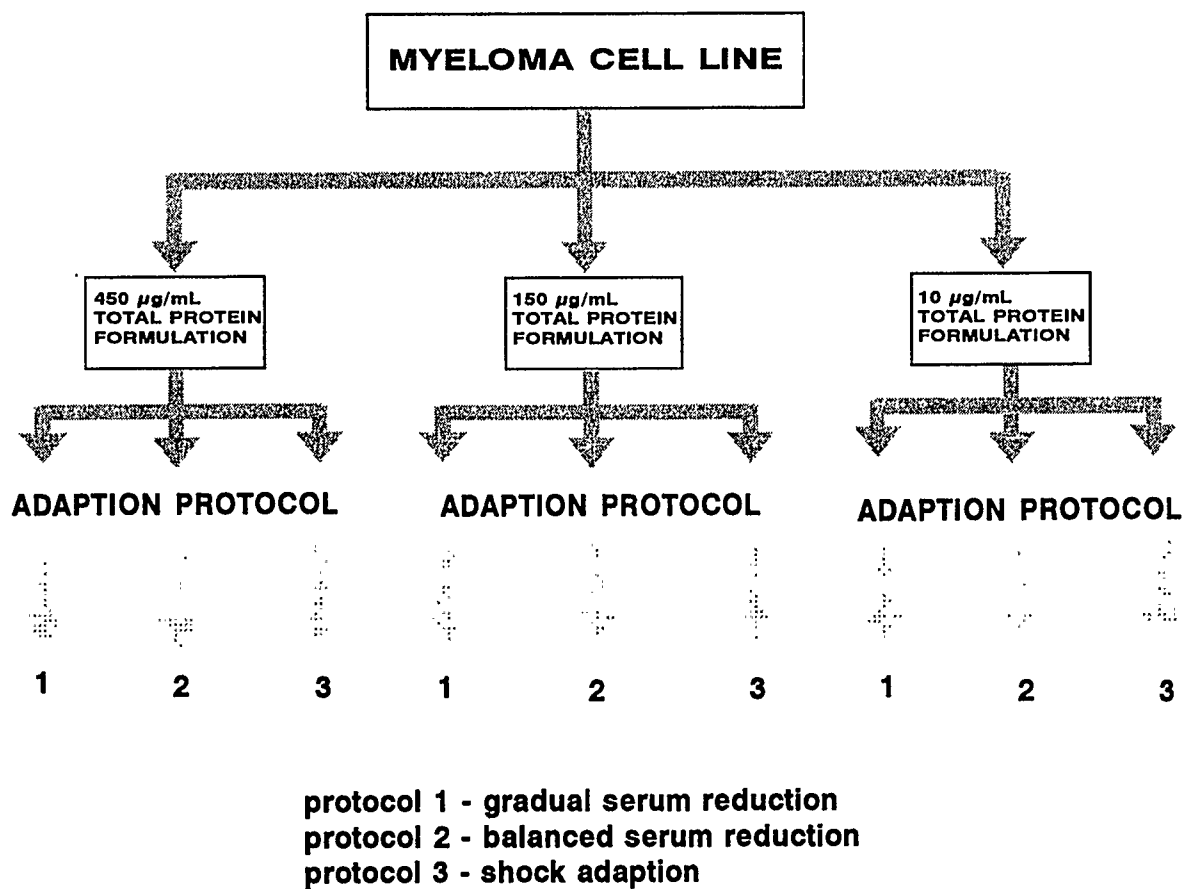 MYELOMA CELL LINE
450 µg/mL
TOTAL PROTEIN
FORMULATION
150 µg/mL
TOTAL PROTEIN
FORMULATION
10 µg/mL
TOTAL PROTEIN
FORMULATION
ADAPTION PROTOCOL
ADAPTION PROTOCOL
ADAPTION PROTOCOL
1 2 3
1 2 3
1 2 3
protocol 1 - gradual serum reduction
protocol 2 - balanced serum reduction
protocol 3 - shock adaption